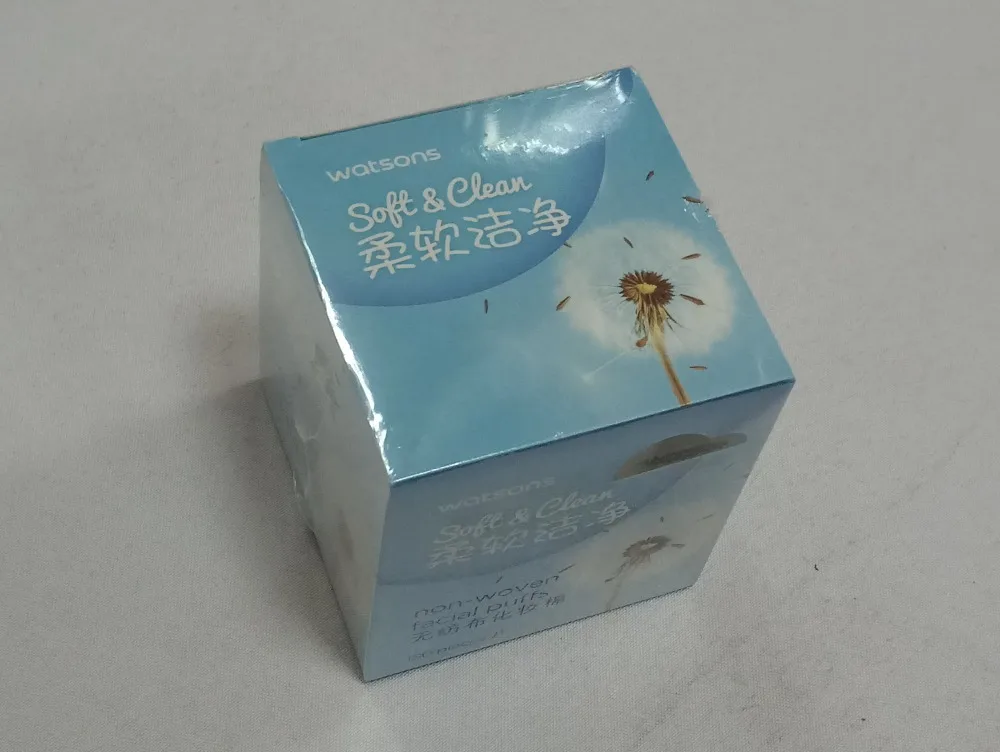 watsons
Soft & Clean
柔软洁净
watsons
Soft & Clean
柔软洁净
non-woven
facial puffs
无纺布化妆棉